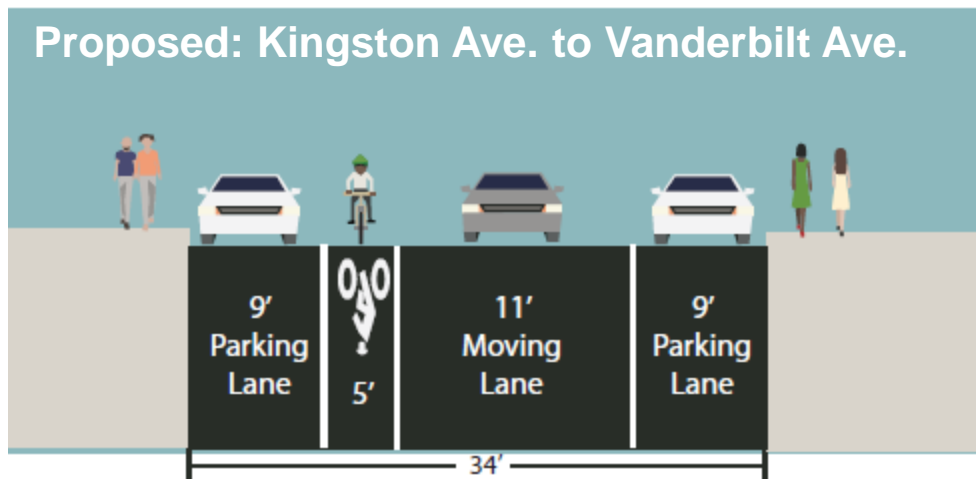 Proposed: Kingston Ave. to Vanderbilt Ave.
9’
Parking
Lane
5’
11’
Moving
Lane
9’
Parking
Lane
34’